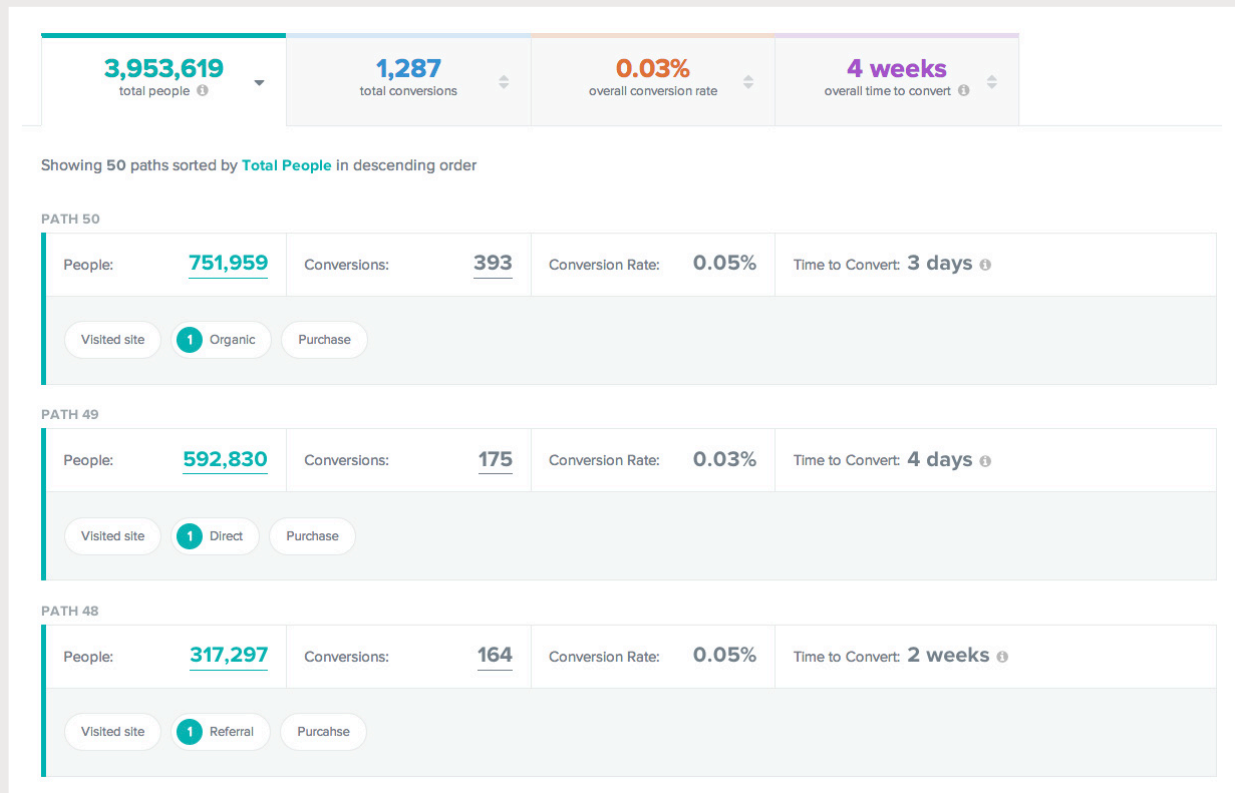 3,953,619 1,287 0.03% 4 weeks
total people total conversions overall conversion rate overall time to convert
Showing 50 paths sorted by Total People in descending order
PATH 50
People: 751,959 Conversions: 393 Conversion Rate: 0.05% Time to Convert: 3 days
Visited site 1 Organic Purchase
PATH 49
People: 592,830 Conversions: 175 Conversion Rate: 0.03% Time to Convert: 4 days
Visited site 1 Direct Purchase
PATH 48
People: 317,297 Conversions: 164 Conversion Rate: 0.05% Time to Convert: 2 weeks
Visited site 1 Referral Purcahse